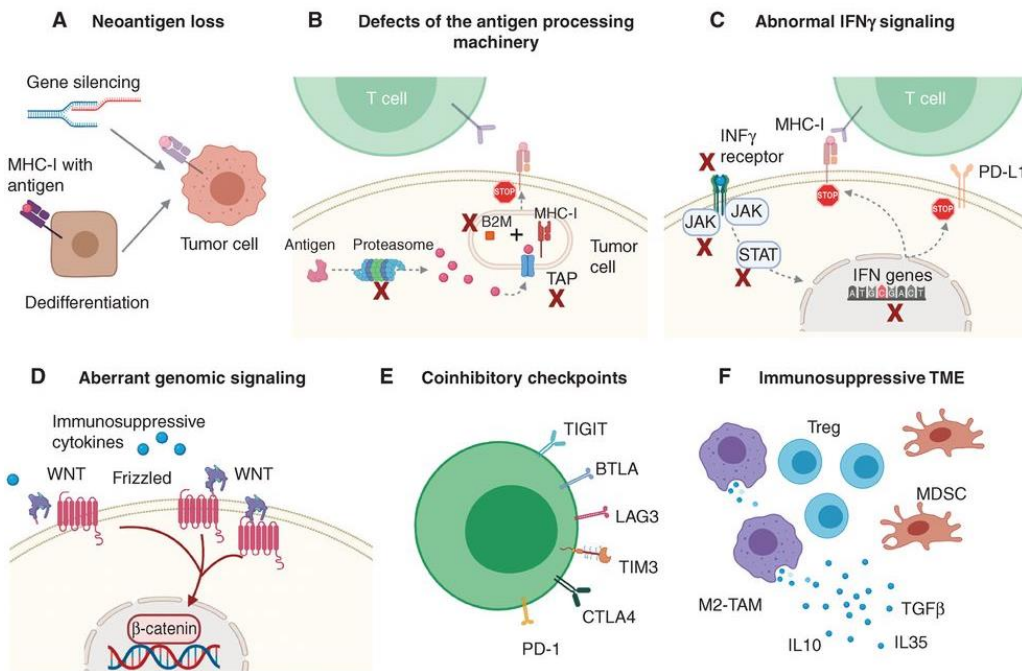 A Neoantigen loss
Gene silencing
MHC-I with
antigen
Tumor cell
Dedifferentiation
B Defects of the antigen processing
machinery
T cell
STOP
B2M
MHC-I
+
Antigen
Proteasome
Tumor
cell
TAP
X
X
X
C Abnormal IFNγ signaling
T cell
INFγ
receptor
MHC-I
PD-L1
X
STOP
STOP
JAK
JAK
X
STAT
X
IFN genes
A T G C G A C T
X
D Aberrant genomic signaling
Immunosuppressive
cytokines
WNT
Frizzled
WNT
β-catenin
E Coinhibitory checkpoints
TIGIT
BTLA
LAG3
TIM3
CTLA4
PD-1
F Immunosuppressive TME
Treg
MDSC
M2-TAM
TGFβ
IL10
IL35